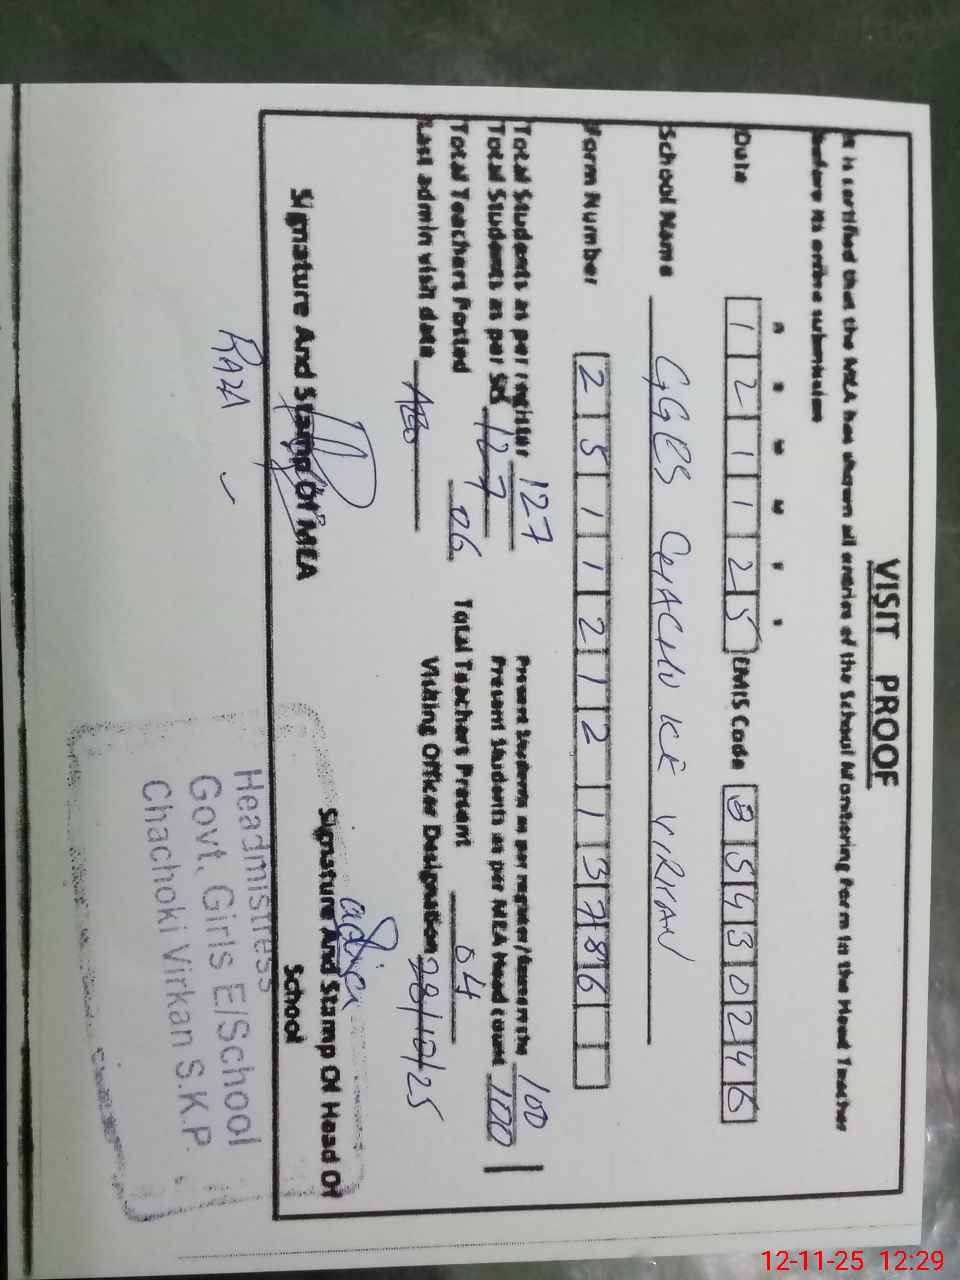 VISIT PROOF
It is certified that the MEA has shown all entries of the School Monitoring Form to the Head Teacher
before its online submission
D D M M Y Y
Date 1 2 1 1 2 5 EMIS Code 3 5 4 3 0 2 4 6
School Name GGES CHACHU KE VIRKAN
Form Number 2 5 1 1 2 1 2 1 3 7 8 6
Total Students as per register 127 Present Students as per register/ the 100
Total Students as per SIS 127 Present Students as per MEA Head count 100
Total Teachers Posted 06 Total Teachers Present 04
Last admin visit date AEO Visiting Officer Designation 28/10/25
Signature And Stamp Of MEA Signature And Stamp Of Head Of
School
RAZA
Headmistress
Govt. Girls E/School
Chachoki Virkan S.K.P.
12-11-25 12:29